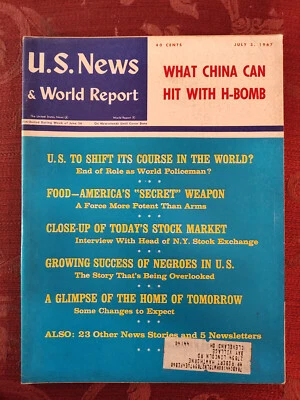 60 CENTS
JULY 3, 1967
U.S. News
& World Report
WHAT CHINA CAN
HIT WITH H-BOMB
U.S. TO SHIFT ITS COURSE IN THE WORLD?
End of Role as World Policeman?
FOOD—AMERICA'S "SECRET" WEAPON
A Force More Potent Than Arms
CLOSE-UP OF TODAY'S STOCK MARKET
Interview With Head of N.Y. Stock Exchange
GROWING SUCCESS OF NEGROES IN U.S.
The Story That's Being Overlooked
A GLIMPSE OF THE HOME OF TOMORROW
Some Changes to Expect
ALSO: 23 Other News Stories and 5 Newsletters